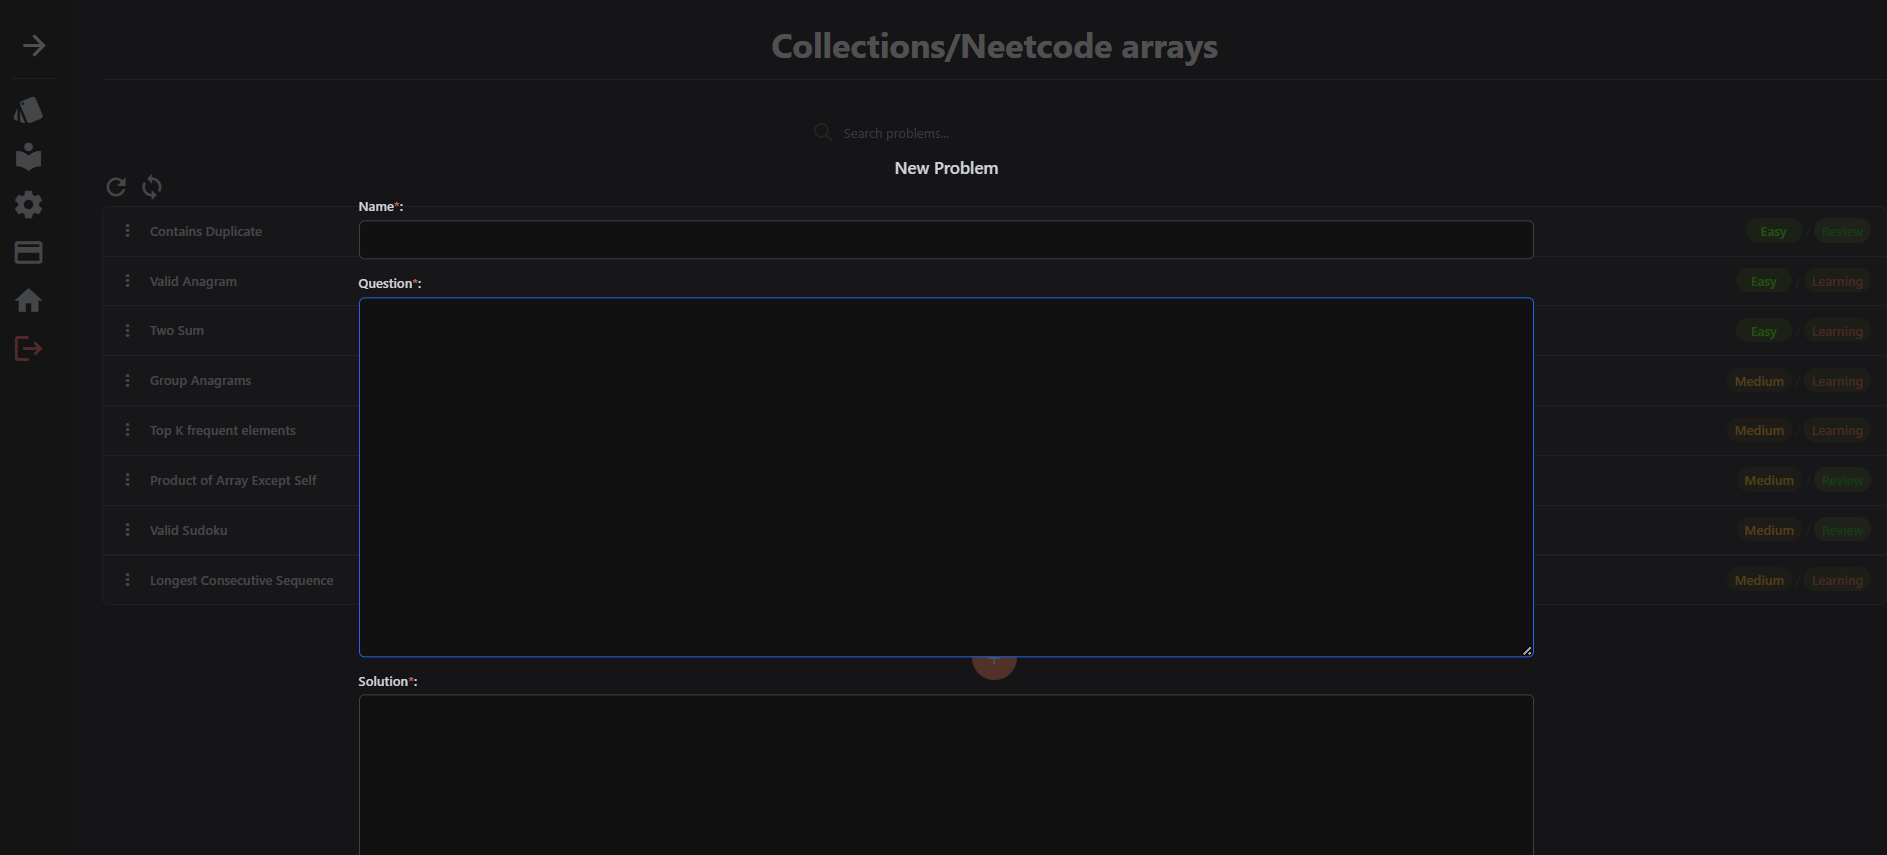 Collections/Neetcode arrays
Search problems...
New Problem
Name*:
Contains Duplicate Easy / Review
Valid Anagram Easy / Learning
Question*:
Two Sum Easy / Learning
Group Anagrams Medium / Learning
Top K frequent elements Medium / Learning
Product of Array Except Self Medium / Review
Valid Sudoku Medium / Review
Longest Consecutive Sequence Medium / Learning
Solution*: